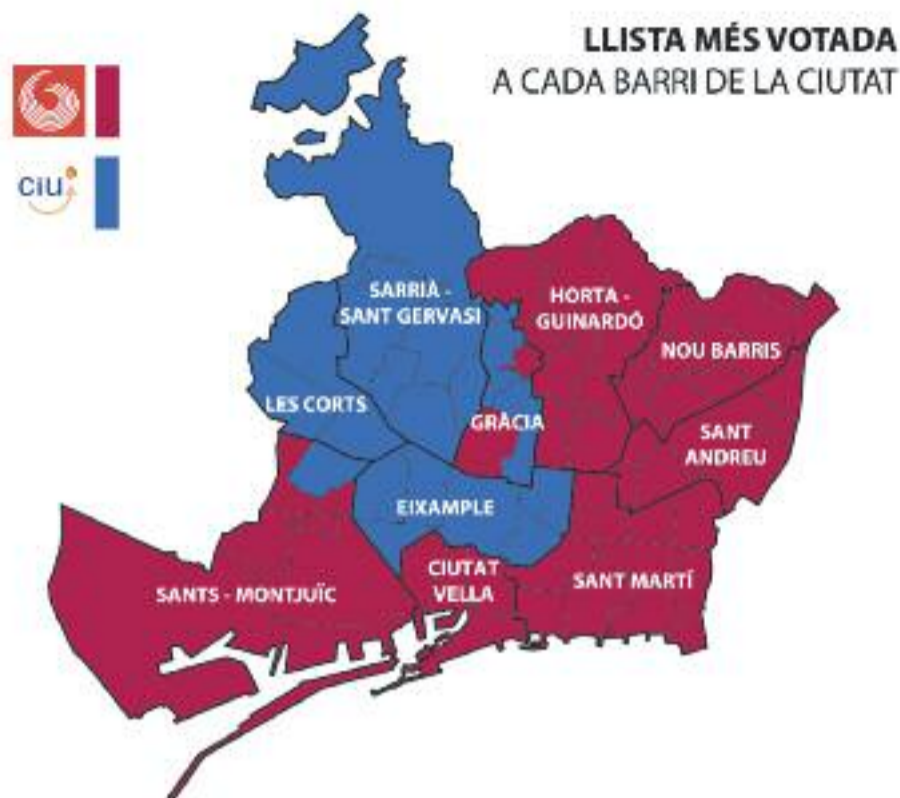 LLISTA MÉS VOTADA
A CADA BARRI DE LA CIUTAT
ciu
SARRIÀ -
SANT GERVASI
HORTA -
GUINARDÓ
NOU BARRIS
LES CORTS
GRÀCIA
SANT
ANDREU
EIXAMPLE
CIUTAT
VELLA
SANT MARTÍ
SANTS - MONTJUÏC